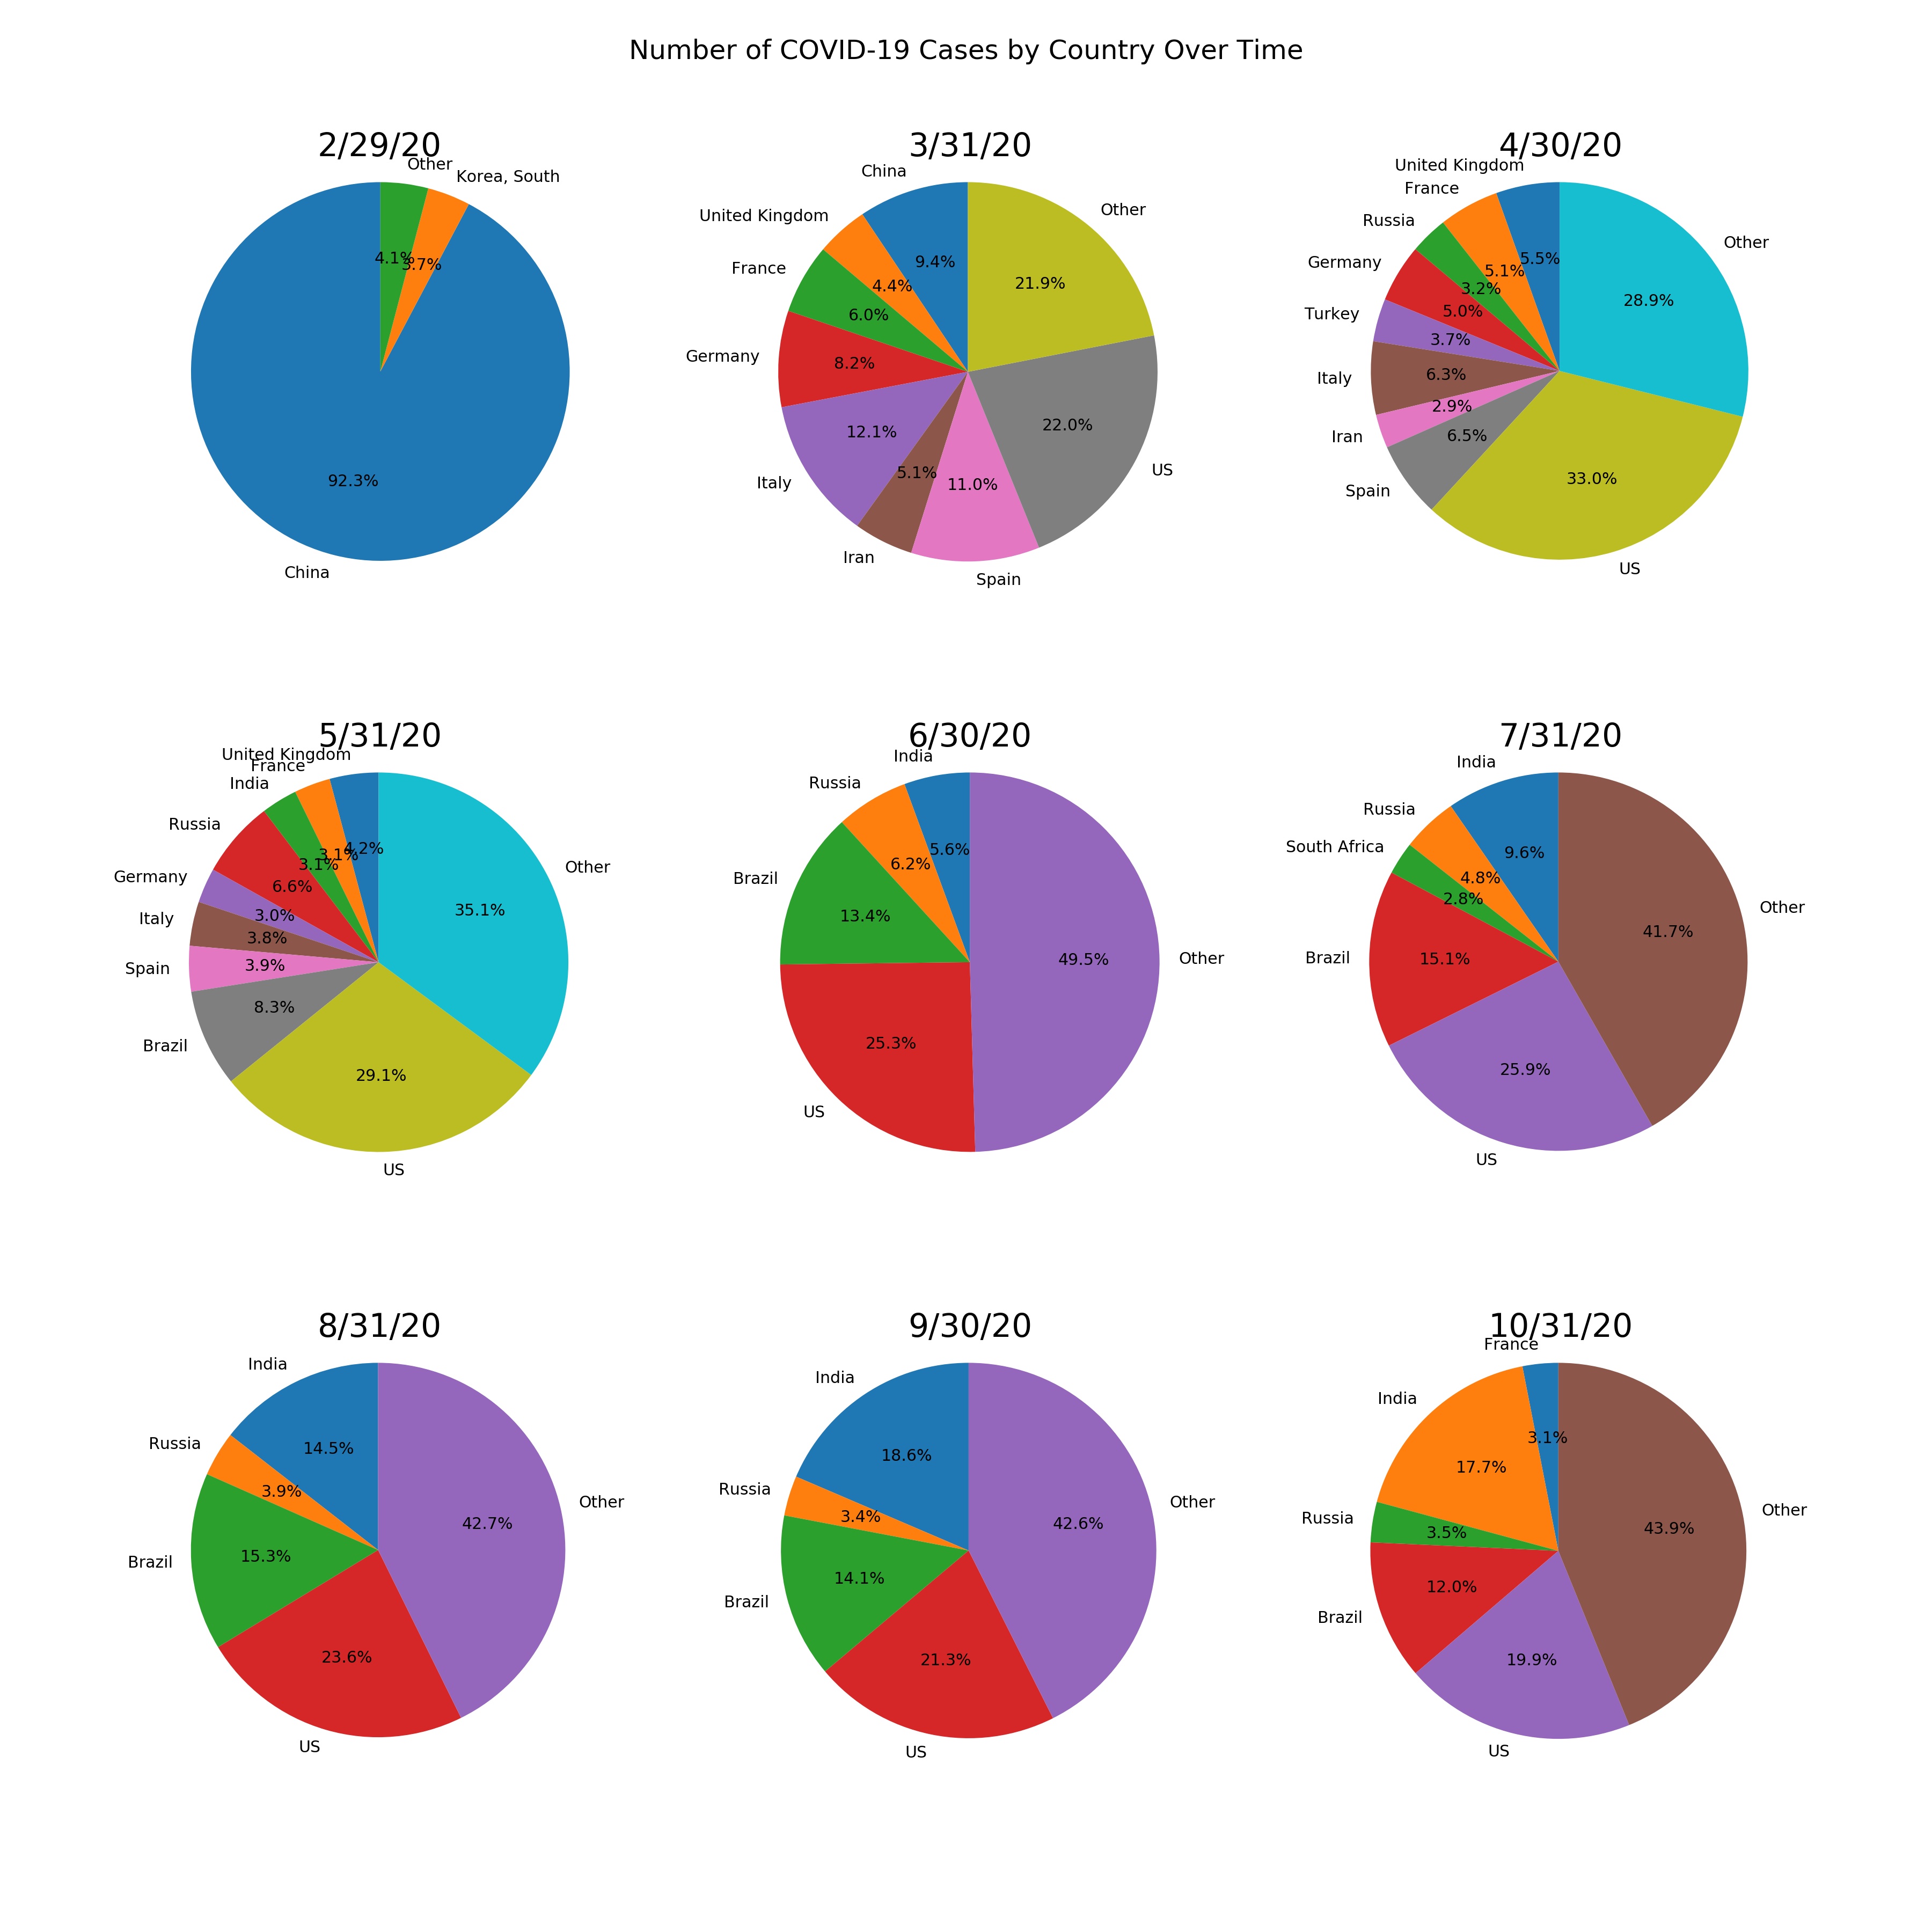 Number of COVID-19 Cases by Country Over Time
2/29/20
Other
Korea, South
4.1%
3.7%
92.3%
China
3/31/20
China
Other
United Kingdom
France
Germany
Italy
Iran
Spain
US
9.4%
4.4%
6.0%
8.2%
12.1%
5.1%
11.0%
22.0%
21.9%
4/30/20
United Kingdom
France
Russia
Germany
Turkey
Italy
Iran
Spain
US
Other
5.5%
5.1%
3.2%
5.0%
3.7%
6.3%
2.9%
6.5%
33.0%
28.9%
5/31/20
United Kingdom
France
India
Russia
Germany
Italy
Spain
Brazil
US
Other
4.2%
3.1%
3.1%
6.6%
3.0%
3.8%
3.9%
8.3%
29.1%
35.1%
6/30/20
India
Russia
Brazil
US
Other
5.6%
6.2%
13.4%
25.3%
49.5%
7/31/20
India
Russia
South Africa
Brazil
US
Other
9.6%
4.8%
2.8%
15.1%
25.9%
41.7%
8/31/20
India
Russia
Brazil
US
Other
14.5%
3.9%
15.3%
23.6%
42.7%
9/30/20
India
Russia
Brazil
US
Other
18.6%
3.4%
14.1%
21.3%
42.6%
10/31/20
France
India
Russia
Brazil
US
Other
3.1%
17.7%
3.5%
12.0%
19.9%
43.9%